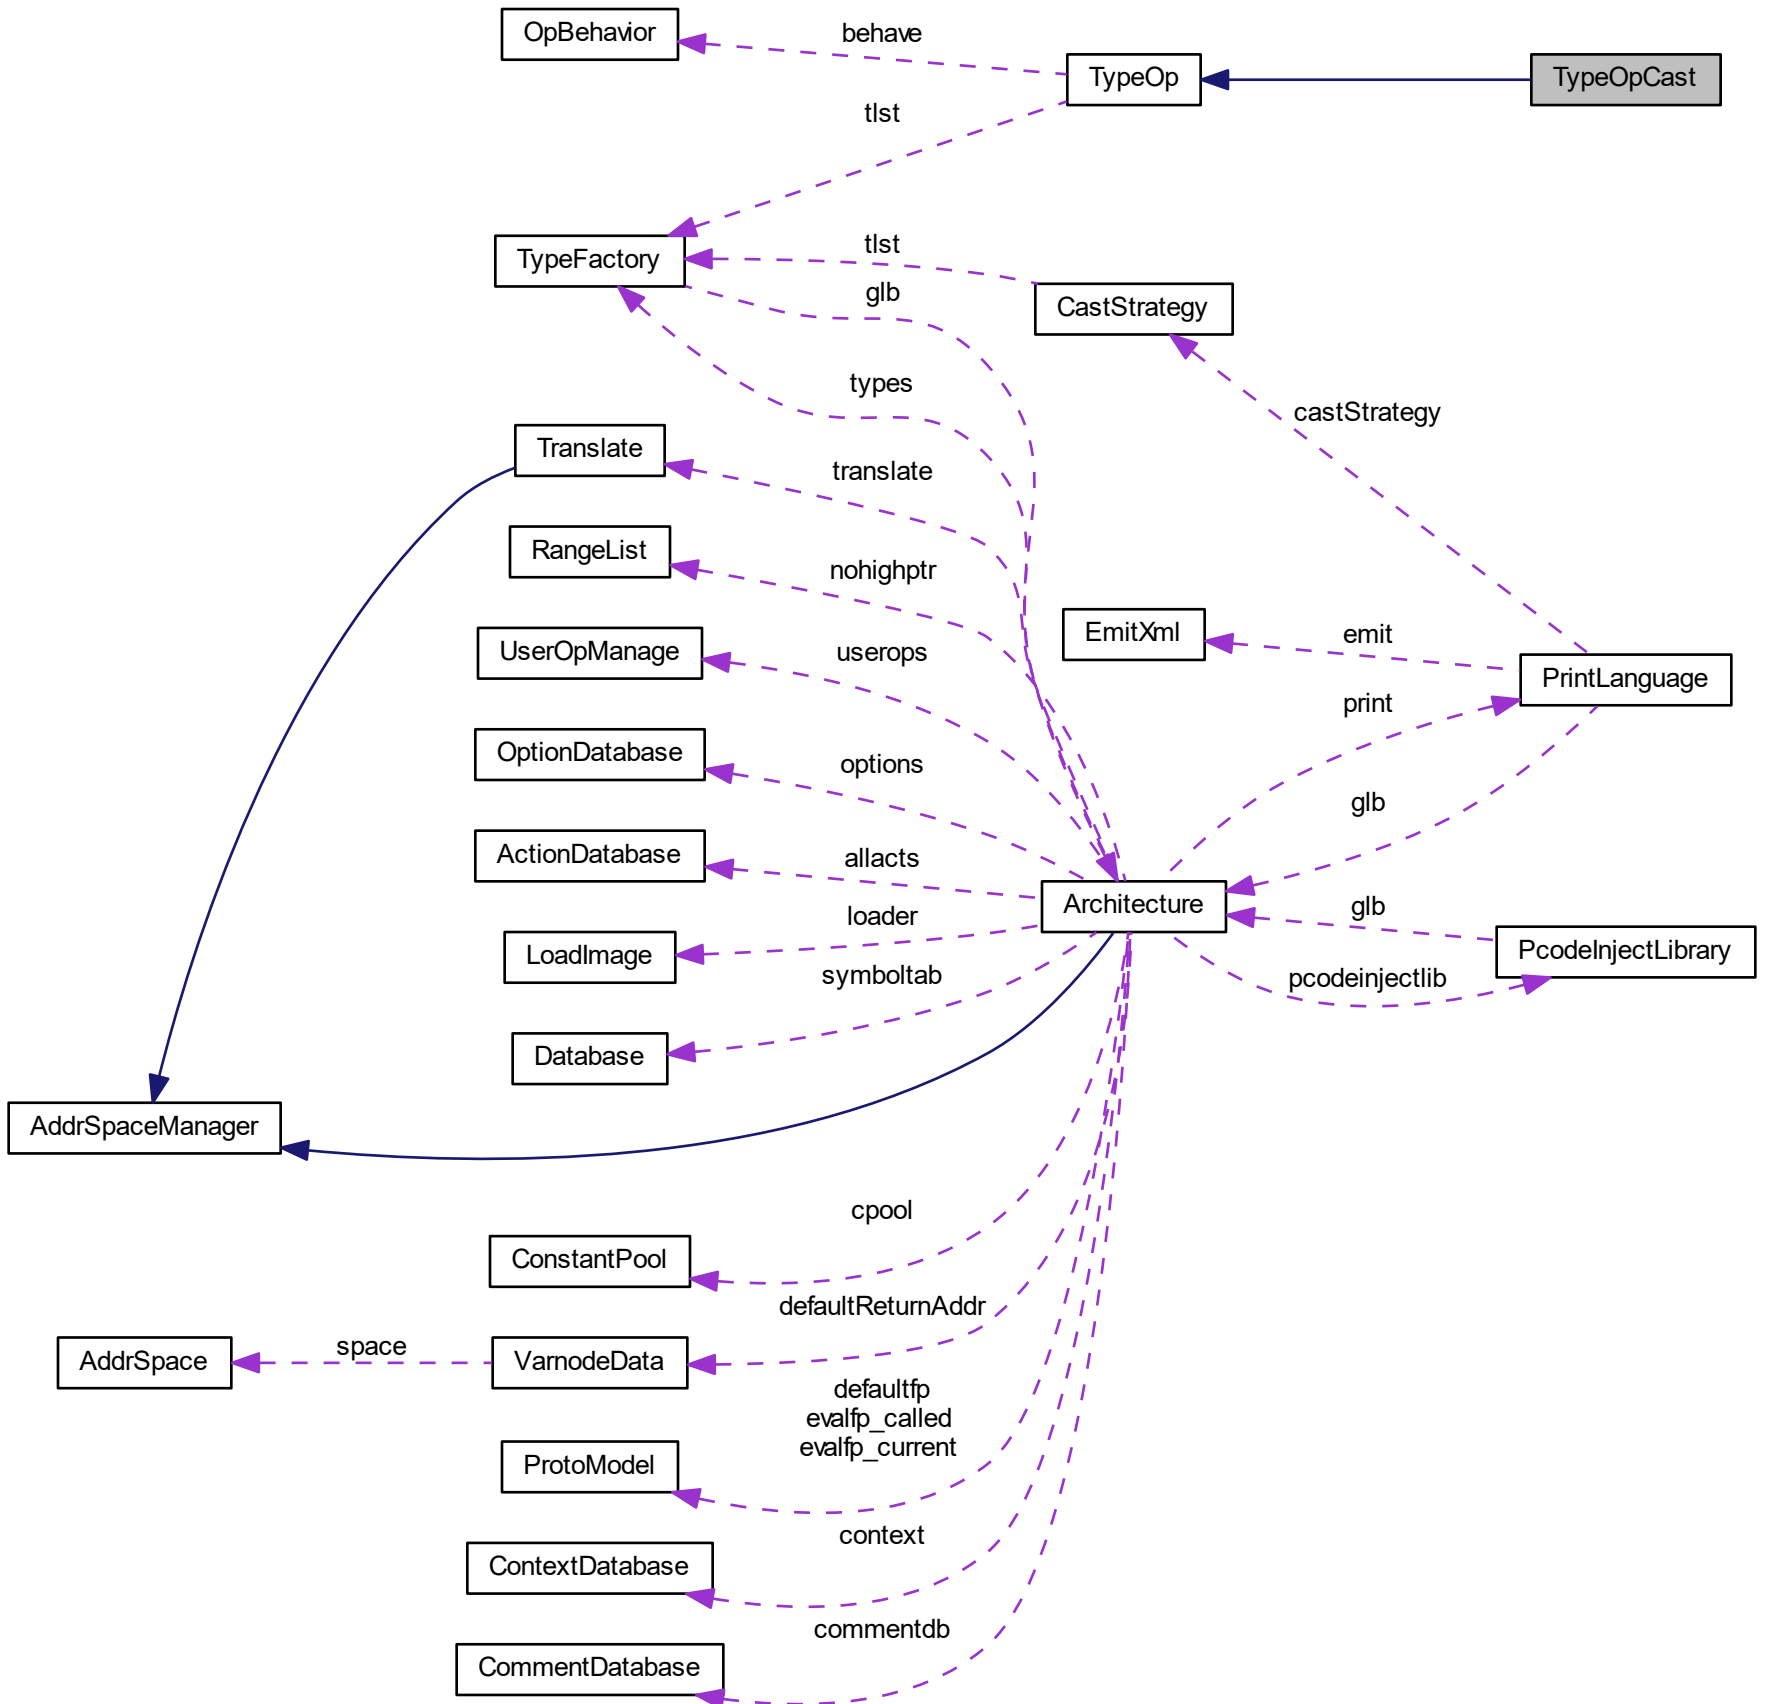 OpBehavior
behave
TypeOp
TypeOpCast
tlst
TypeFactory
tlst
glb
CastStrategy
types
castStrategy
Translate
translate
RangeList
nohighptr
EmitXml
emit
UserOpManage
userops
PrintLanguage
print
OptionDatabase
options
glb
ActionDatabase
allacts
Architecture
glb
LoadImage
loader
PcodeInjectLibrary
symboltab
pcodeinjectlib
Database
AddrSpaceManager
cpool
ConstantPool
defaultReturnAddr
AddrSpace
space
VarnodeData
defaultfp
evalfp_called
evalfp_current
ProtoModel
context
ContextDatabase
commentdb
CommentDatabase